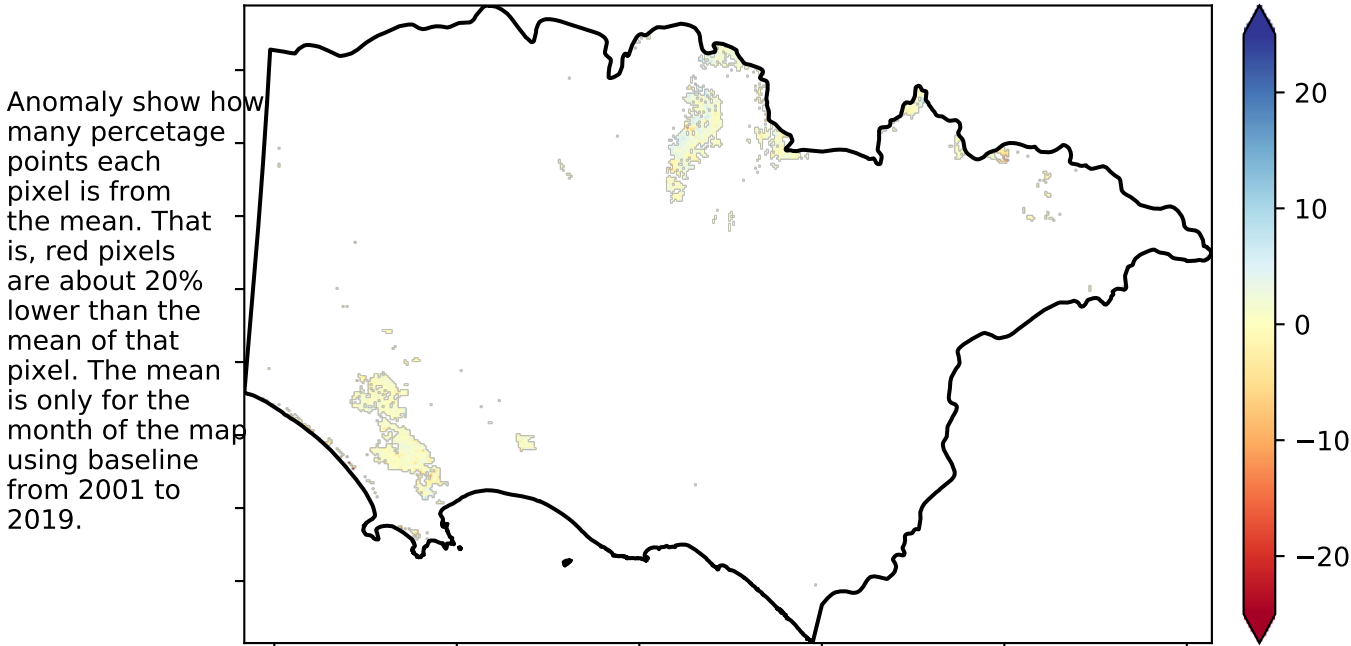 Anomaly show how
many percetage
points each
pixel is from
the mean. That
is, red pixels
are about 20%
lower than the
mean of that
pixel. The mean
is only for the
month of the map
using baseline
from 2001 to
2019.
20
10
0
−10
−20